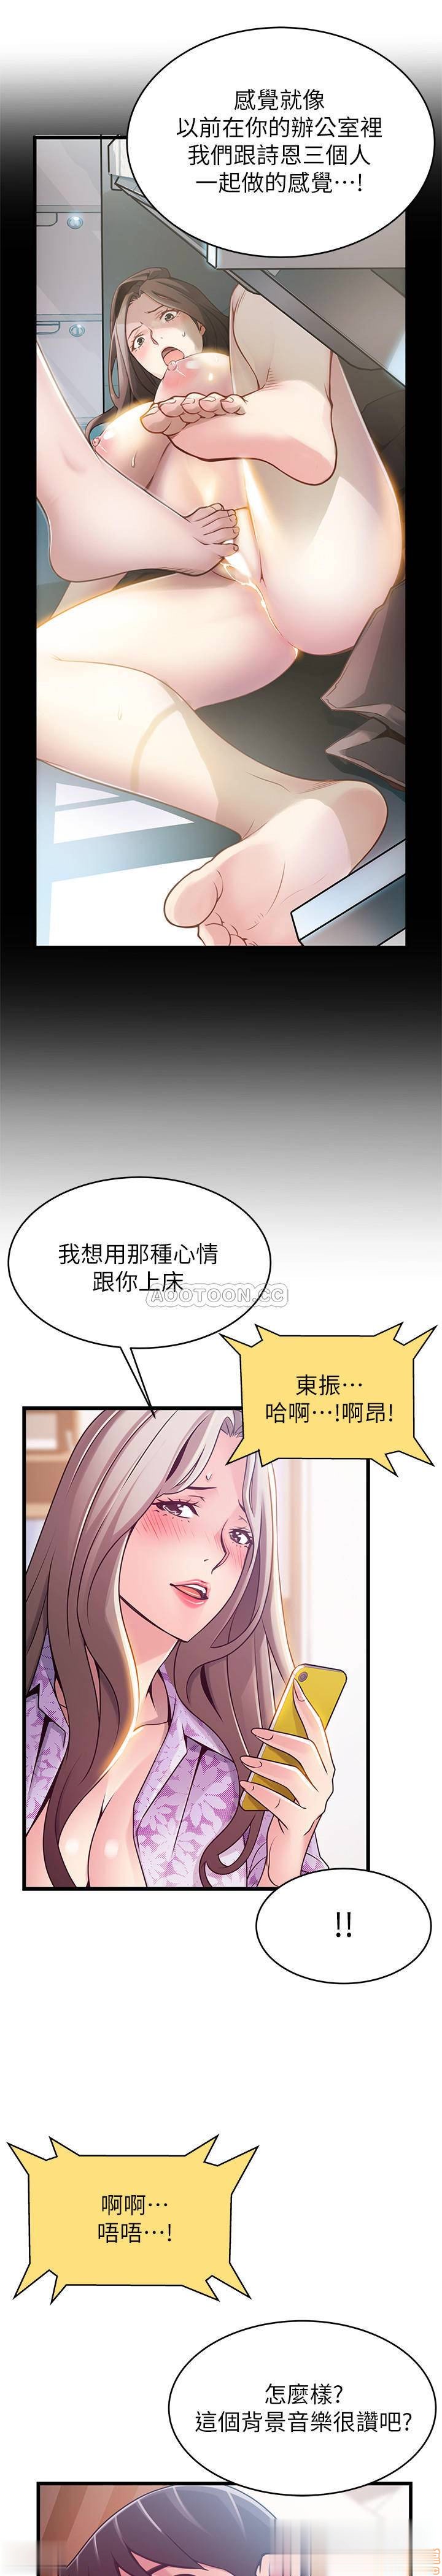 感覺就像
以前在你的辦公室裡
我們跟詩恩三個人
一起做的感覺…!
我想用那種心情
跟你上床
AOOTOON.CC
東振…
哈啊…!啊昂!
!!
啊啊…
唔唔…!
怎麼樣?
這個背景音樂很讚吧?